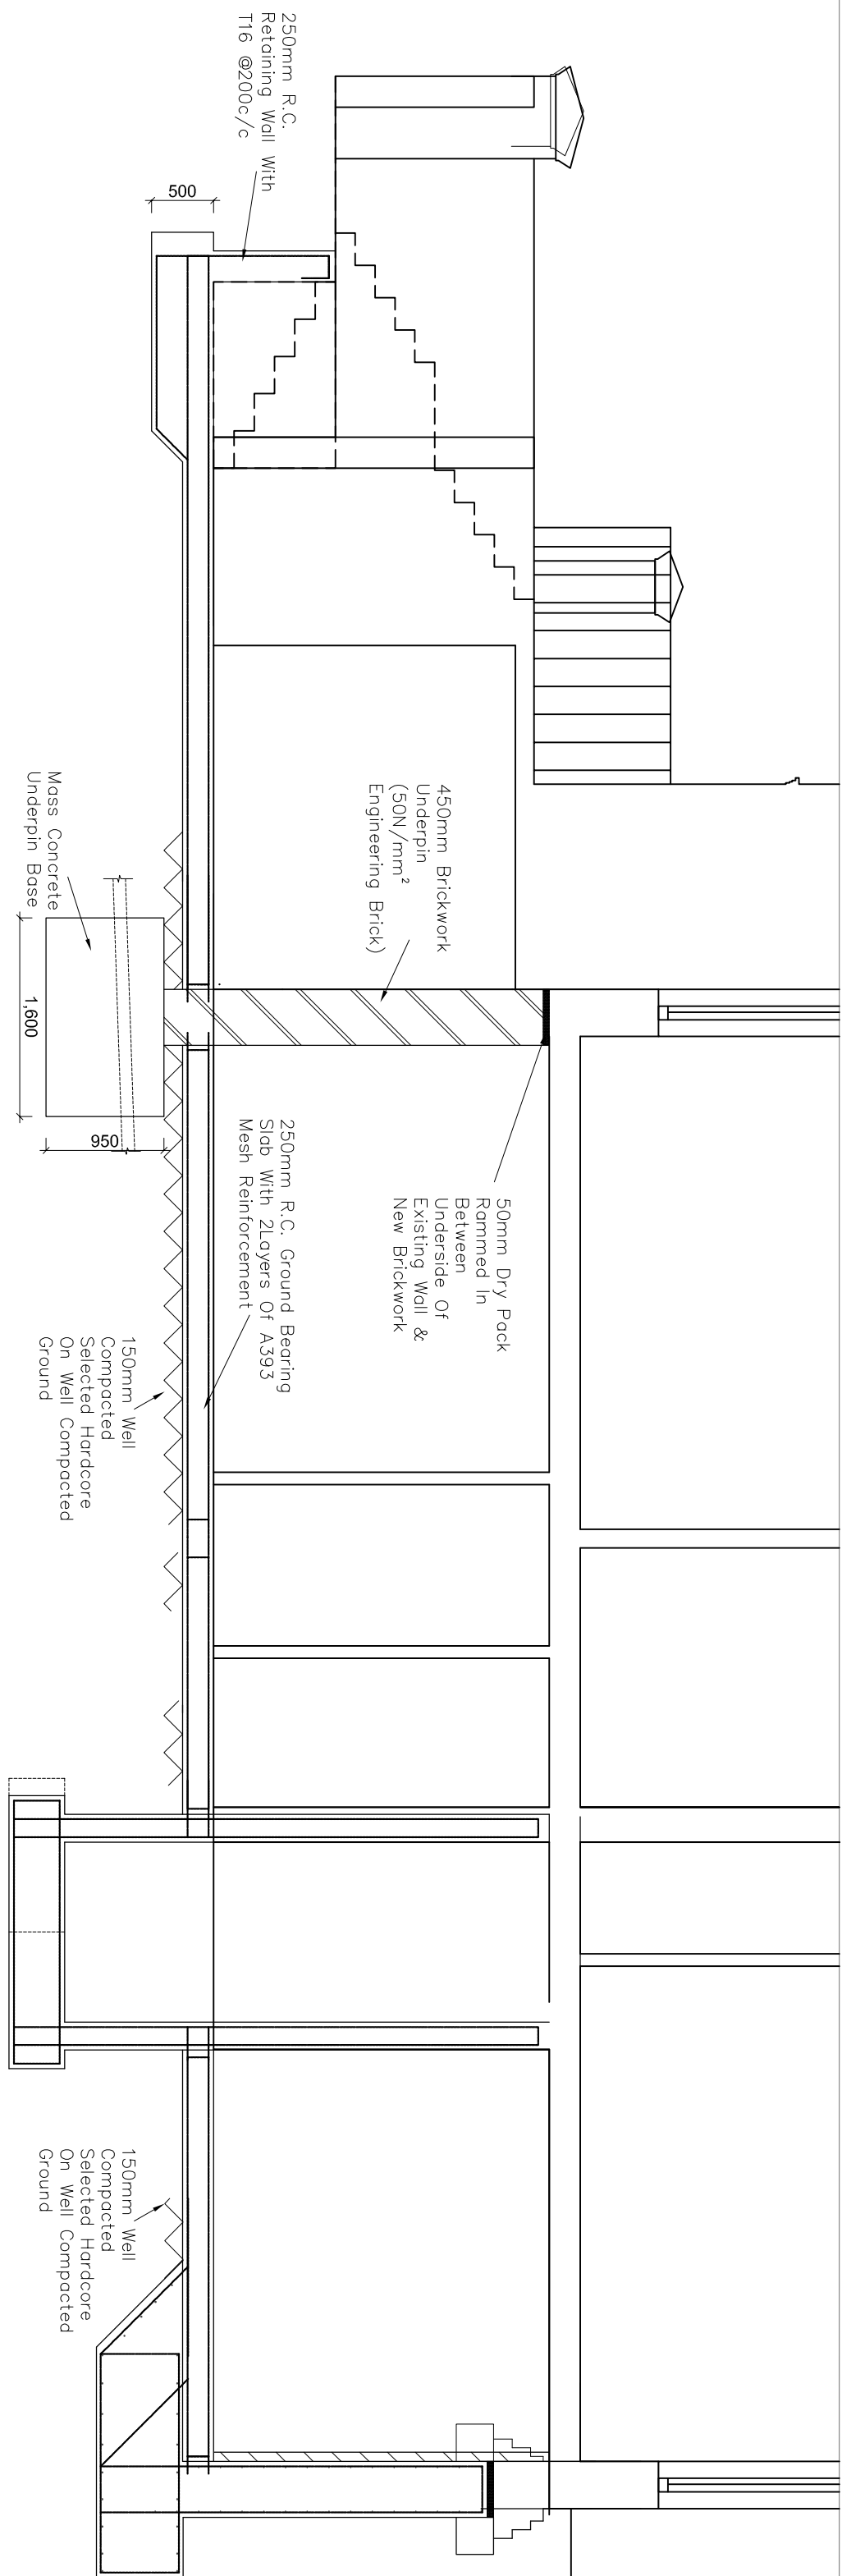 250mm R.C.
Retaining Wall With
T16 @200c/c
500
450mm Brickwork
Underpin
(50N/mm²
Engineering Brick)
Mass Concrete
Underpin Base
1,600
950
50mm Dry Pack
Rammed In
Between
Underside Of
Existing Wall &
New Brickwork
250mm R.C. Ground Bearing
Slab With 2Layers Of A393
Mesh Reinforcement
150mm Well
Compacted
Selected Hardcore
On Well Compacted
Ground
150mm Well
Compacted
Selected Hardcore
On Well Compacted
Ground